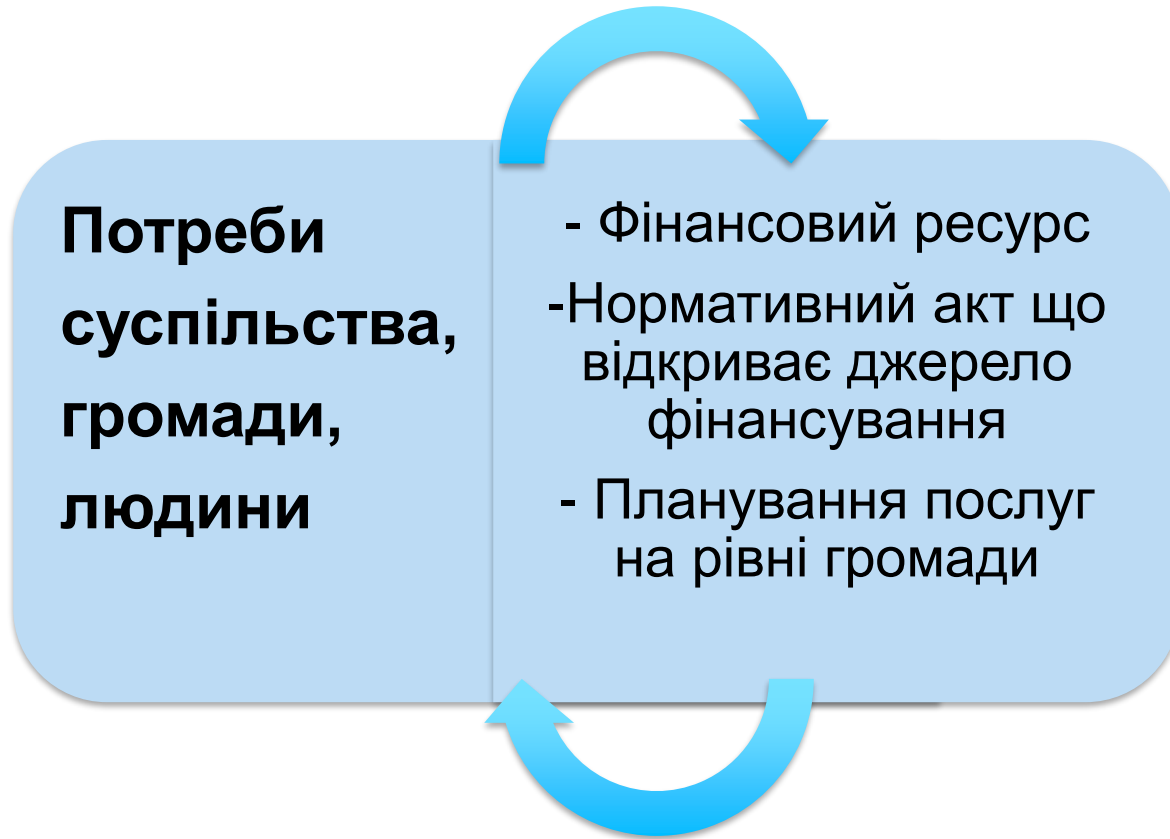 Потреби
суспільства,
громади,
людини
- Фінансовий ресурс
-Нормативний акт що
відкриває джерело
фінансування
- Планування послуг
на рівні громади